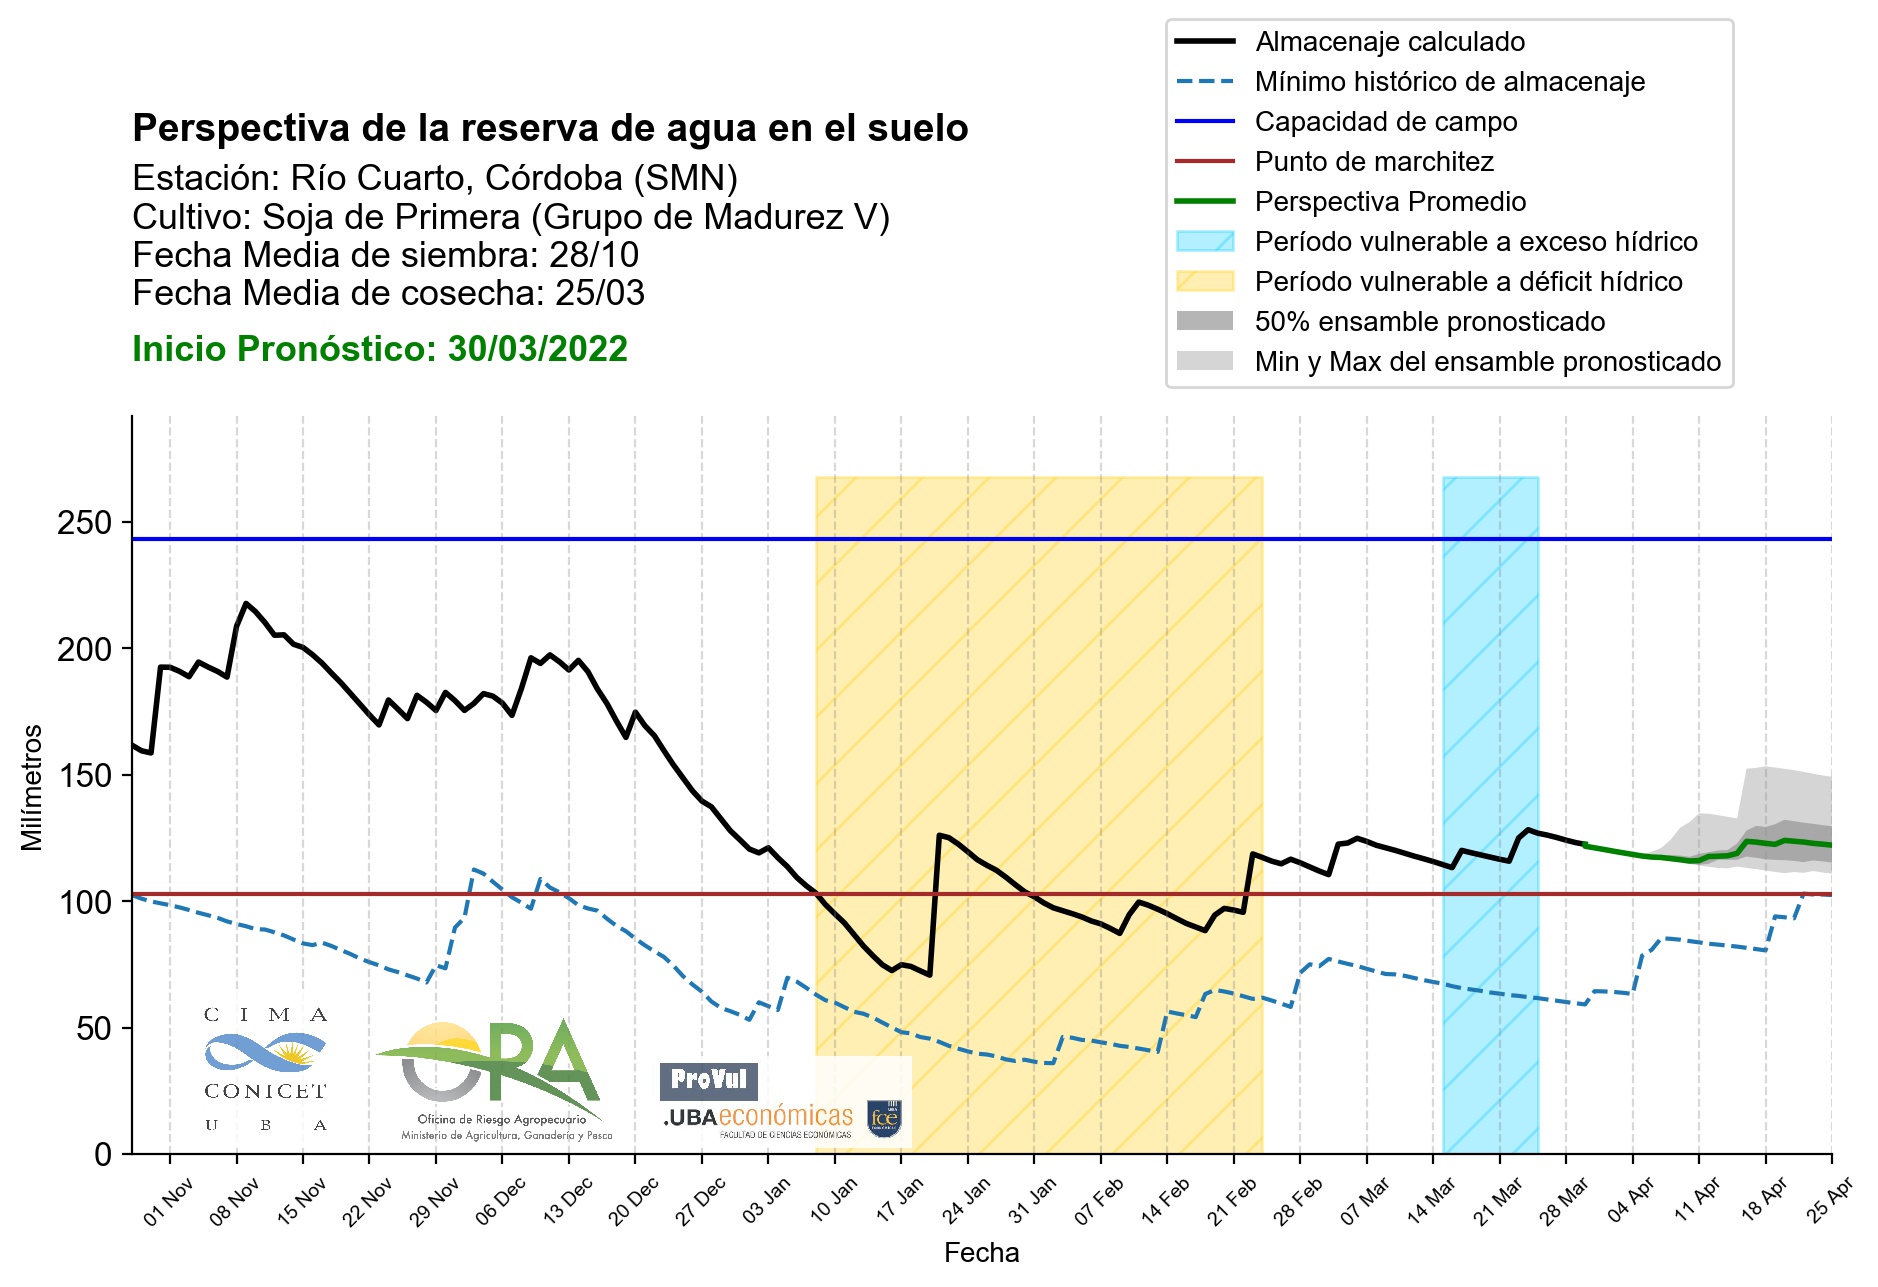 Almacenaje calculado
Mínimo histórico de almacenaje
Capacidad de campo
Punto de marchitez
Perspectiva Promedio
Período vulnerable a exceso hídrico
Período vulnerable a déficit hídrico
50% ensamble pronosticado
Min y Max del ensamble pronosticado
Perspectiva de la reserva de agua en el suelo
Estación: Río Cuarto, Córdoba (SMN)
Cultivo: Soja de Primera (Grupo de Madurez V)
Fecha Media de siembra: 28/10
Fecha Media de cosecha: 25/03
Inicio Pronóstico: 30/03/2022
Milímetros
250
200
150
100
50
0
CIMA
CONICET
UBA
ORA
Oficina de Riesgo Agropecuario
Ministerio de Agricultura, Ganadería y Pesca
ProVul
.UBAeconómicas
FACULTAD DE CIENCIAS ECONÓMICAS
fce
01 Nov
08 Nov
15 Nov
22 Nov
29 Nov
06 Dec
13 Dec
20 Dec
27 Dec
03 Jan
10 Jan
17 Jan
24 Jan
31 Jan
07 Feb
14 Feb
21 Feb
28 Feb
07 Mar
14 Mar
21 Mar
28 Mar
04 Apr
11 Apr
18 Apr
25 Apr
Fecha